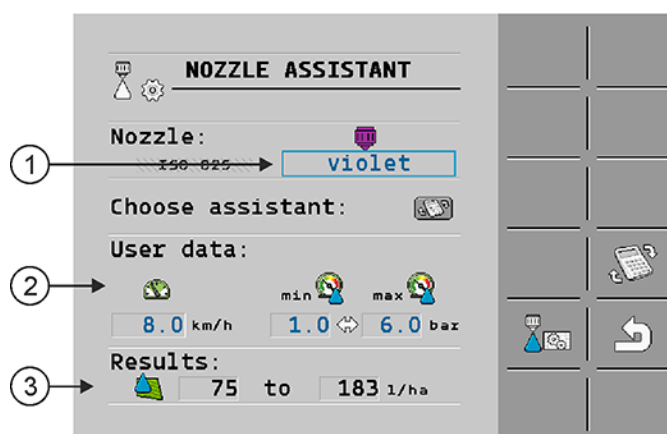 NOZZLE ASSISTANT
Nozzle:
1 ISO 025 violet
Choose assistant:
User data:
2 min max
8.0 km/h 1.0 6.0 bar
Results:
3 75 to 183 l/ha